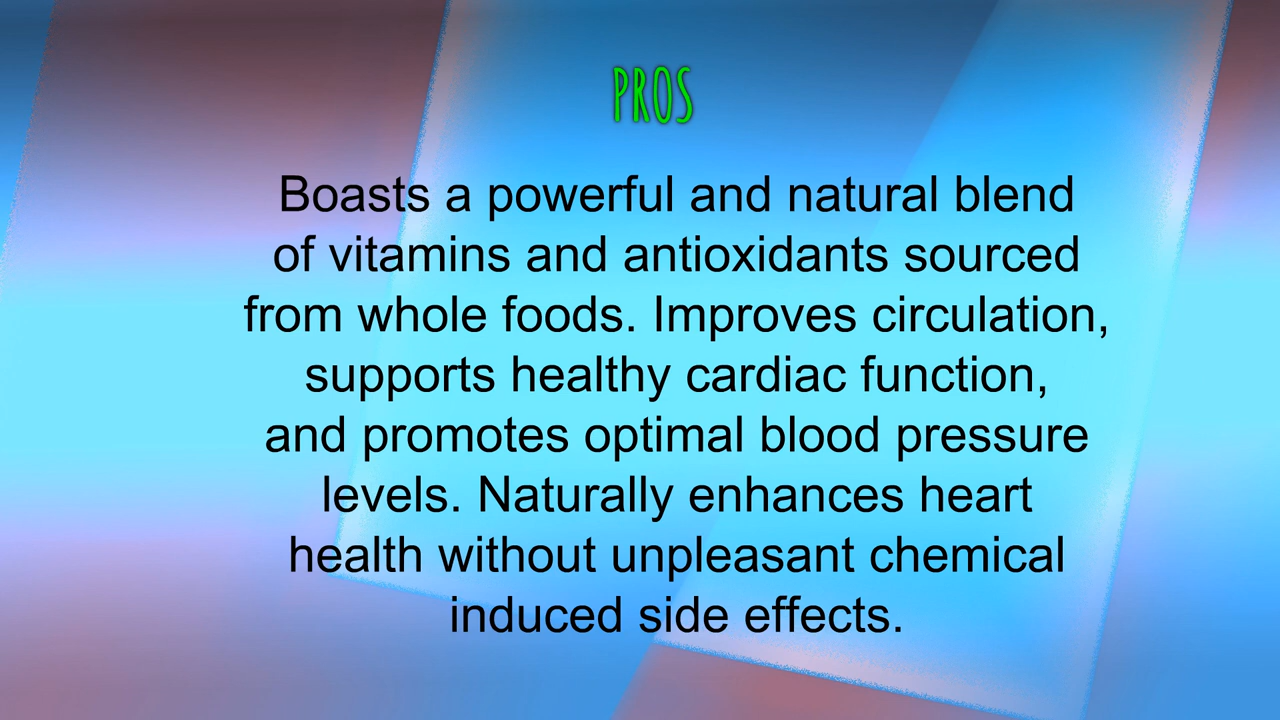 PROS
Boasts a powerful and natural blend
of vitamins and antioxidants sourced
from whole foods. Improves circulation,
supports healthy cardiac function,
and promotes optimal blood pressure
levels. Naturally enhances heart
health without unpleasant chemical
induced side effects.